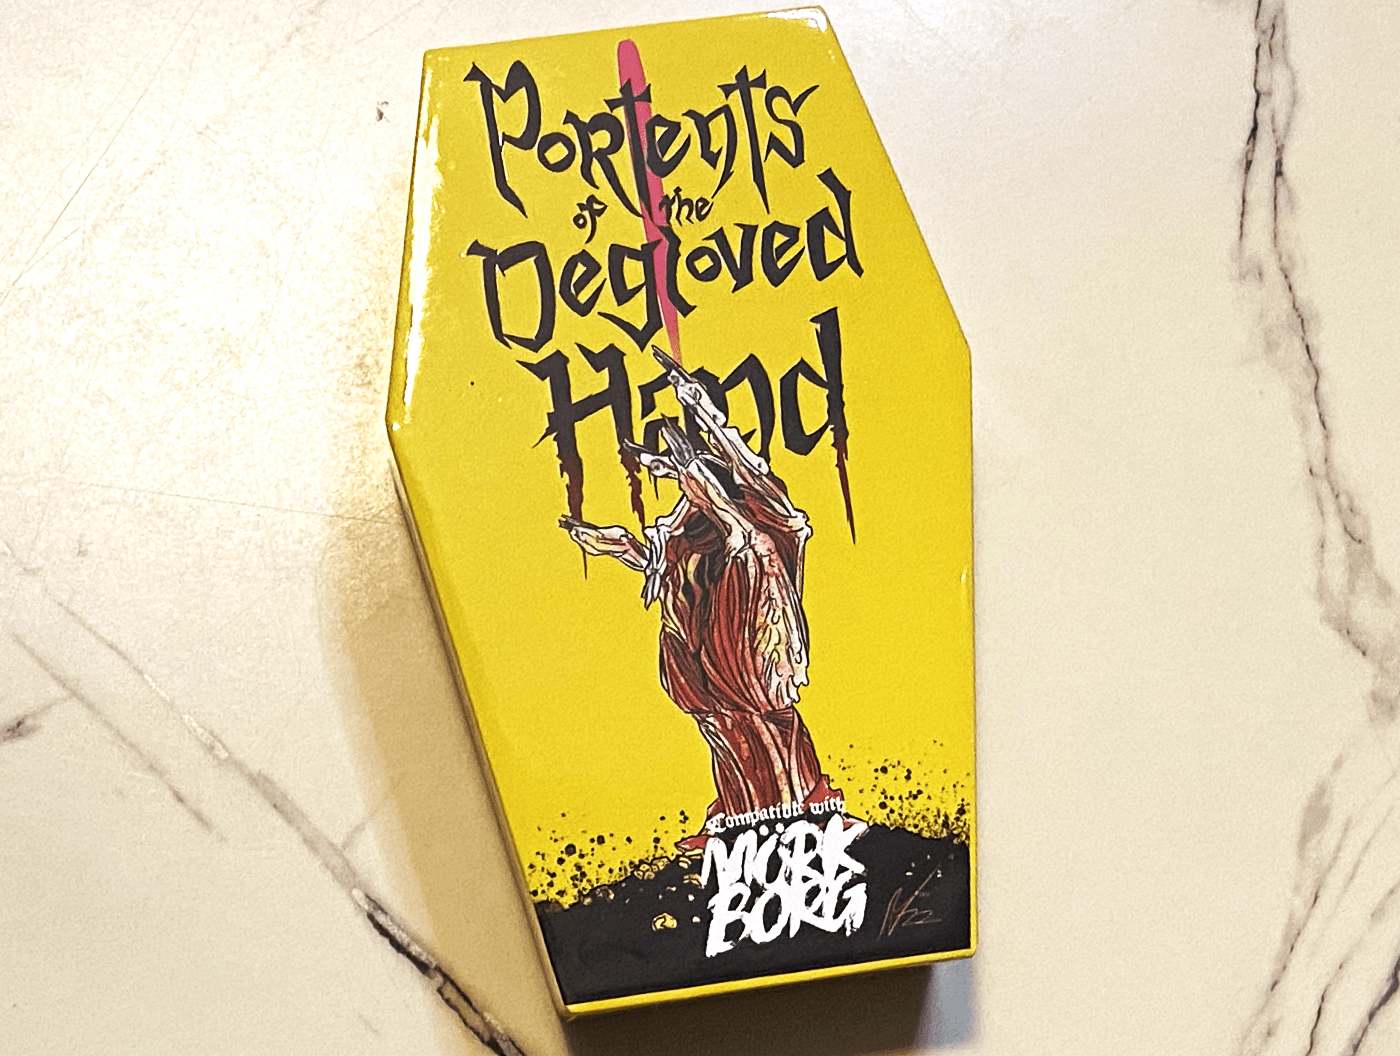 Portents
of the
Degloved
Hand
Compatible with
MÖRK
BORG